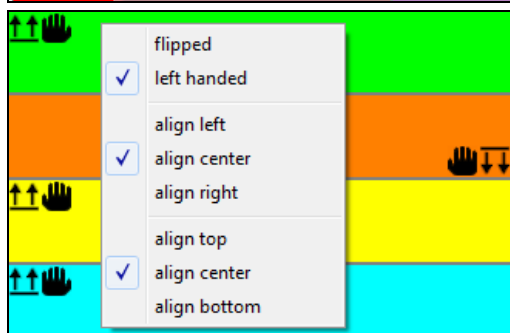 flipped
left handed
align left
align center
align right
align top
align center
align bottom